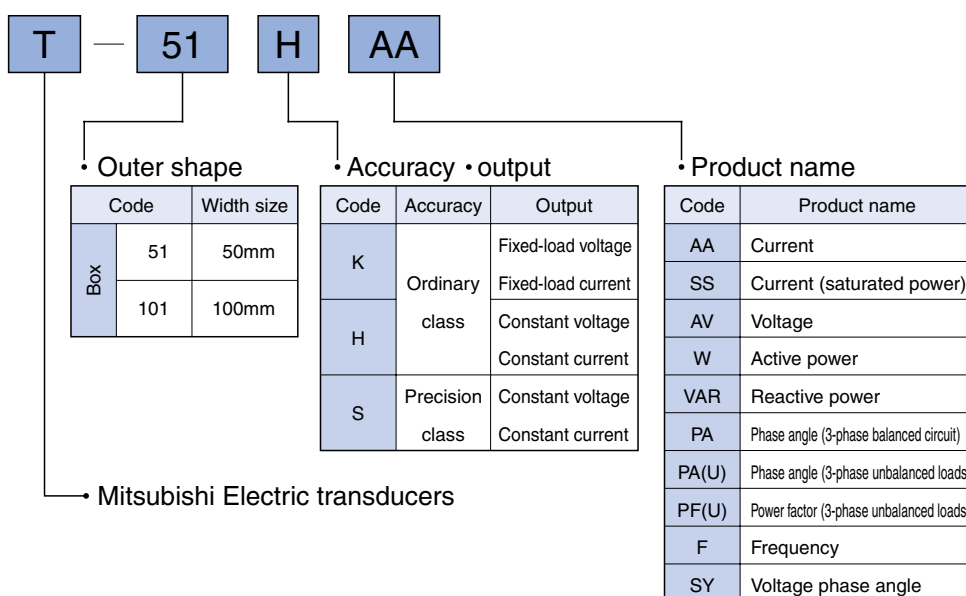 T — 51 H AA
• Outer shape
Code Width size
Box
51 50mm
101 100mm
• Accuracy • output
Code Accuracy Output
K Ordinary class Fixed-load voltage
Fixed-load current
H Constant voltage
Constant current
S Precision class Constant voltage
Constant current
• Product name
Code Product name
AA Current
SS Current (saturated power)
AV Voltage
W Active power
VAR Reactive power
PA Phase angle (3-phase balanced circuit)
PA(U) Phase angle (3-phase unbalanced loads
PF(U) Power factor (3-phase unbalanced loads
F Frequency
SY Voltage phase angle
Mitsubishi Electric transducers